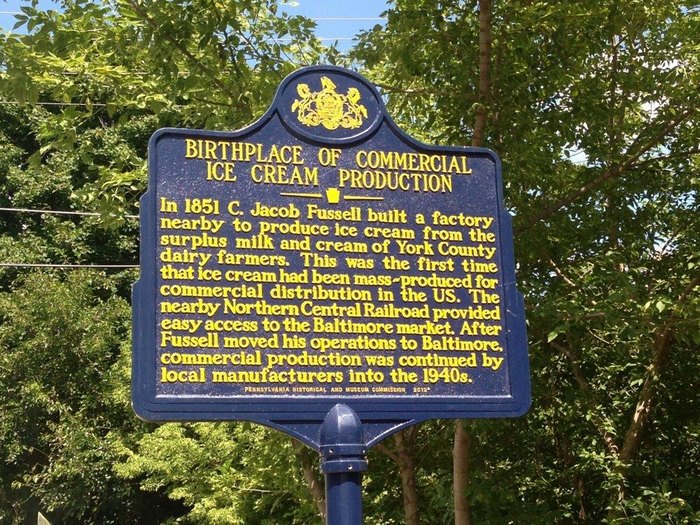 BIRTHPLACE OF COMMERCIAL
ICE CREAM PRODUCTION
In 1851 C. Jacob Fussell built a factory
nearby to produce ice cream from the
surplus milk and cream of York County
dairy farmers. This was the first time
that ice cream had been mass-produced for
commercial distribution in the US. The
nearby Northern Central Railroad provided
easy access to the Baltimore market. After
Fussell moved his operations to Baltimore,
commercial production was continued by
local manufacturers into the 1940s.
PENNSYLVANIA HISTORICAL AND MUSEUM COMMISSION